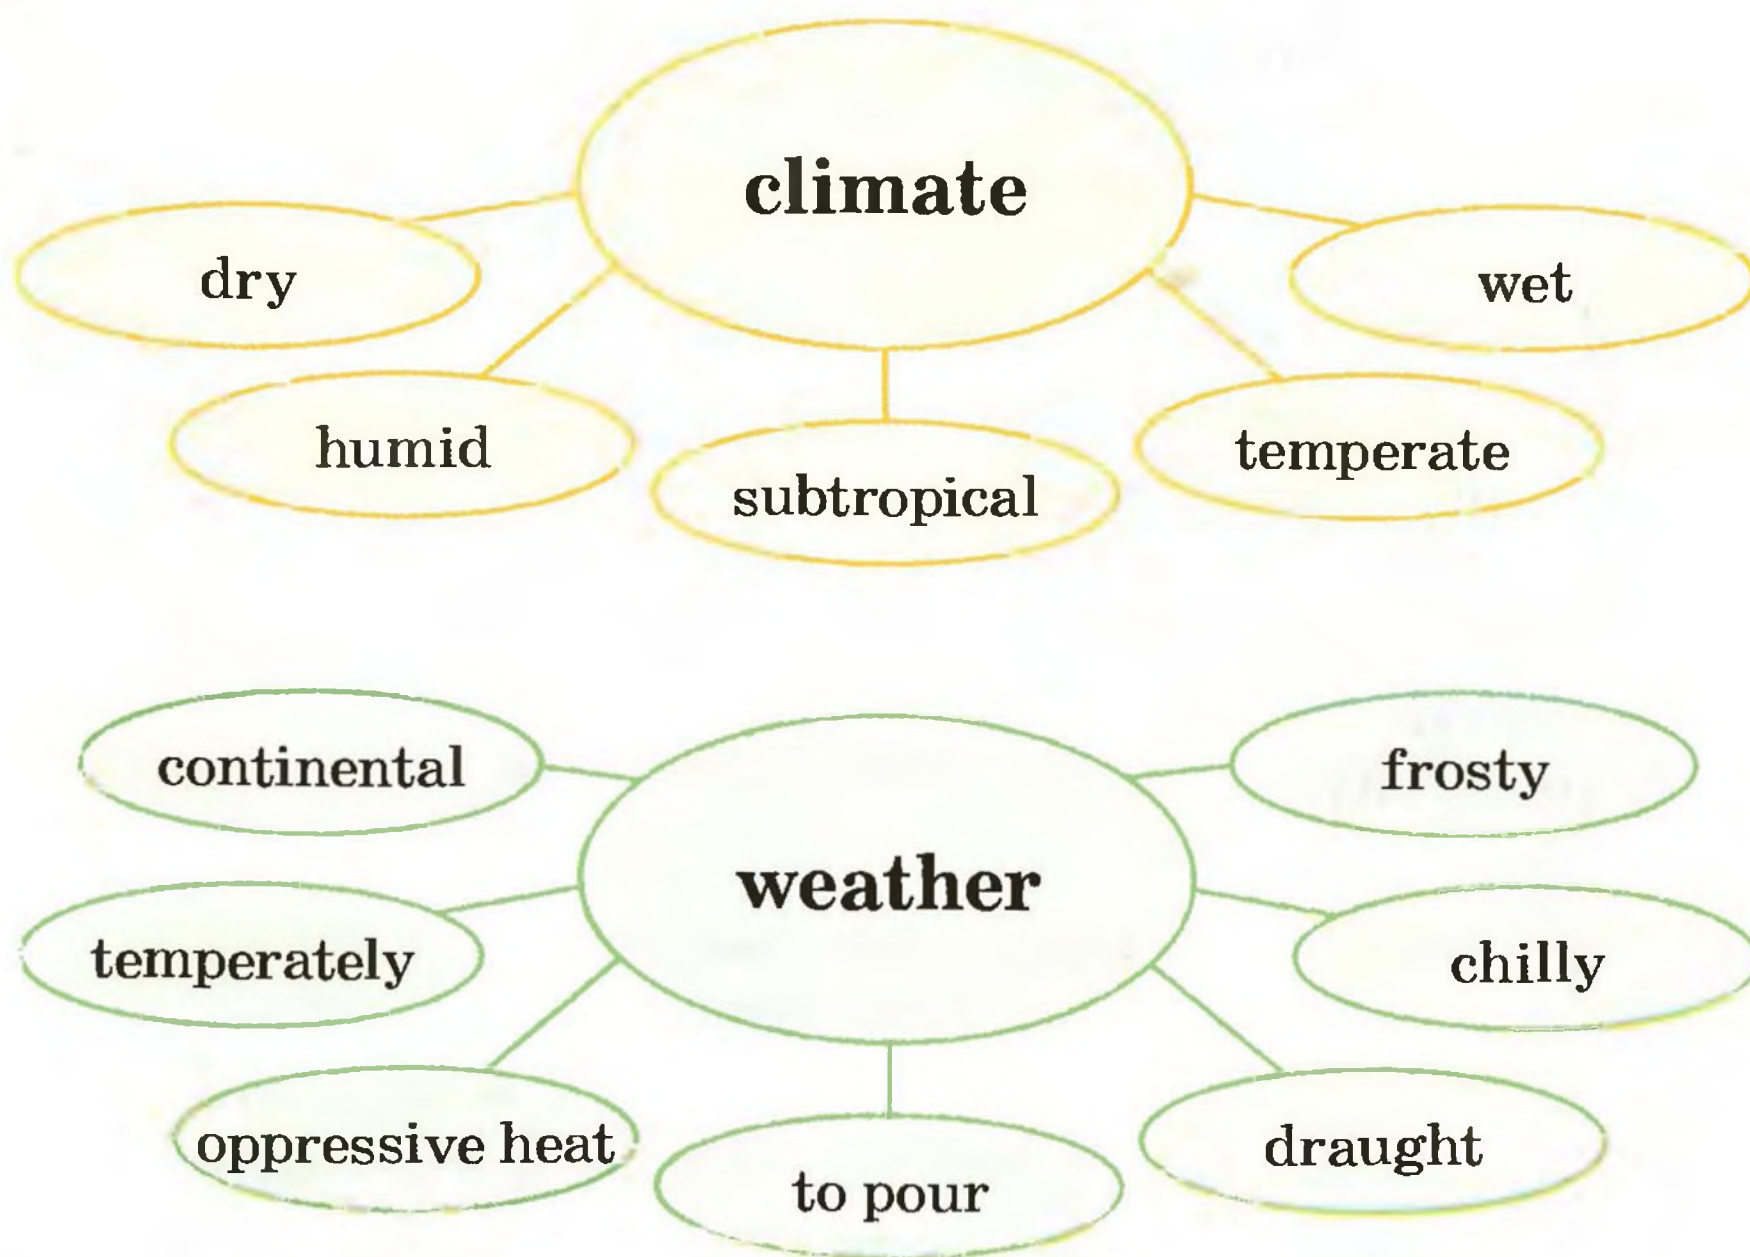 climate
dry
wet
humid
temperate
subtropical
continental
frosty
weather
temperately
chilly
oppressive heat
draught
to pour